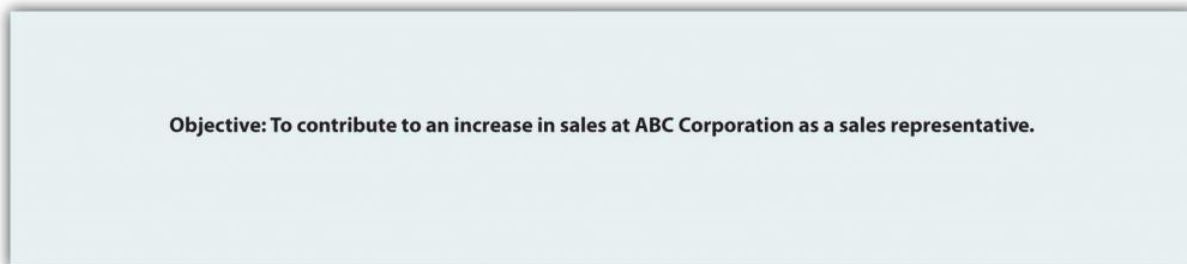 Objective: To contribute to an increase in sales at ABC Corporation as a sales representative.